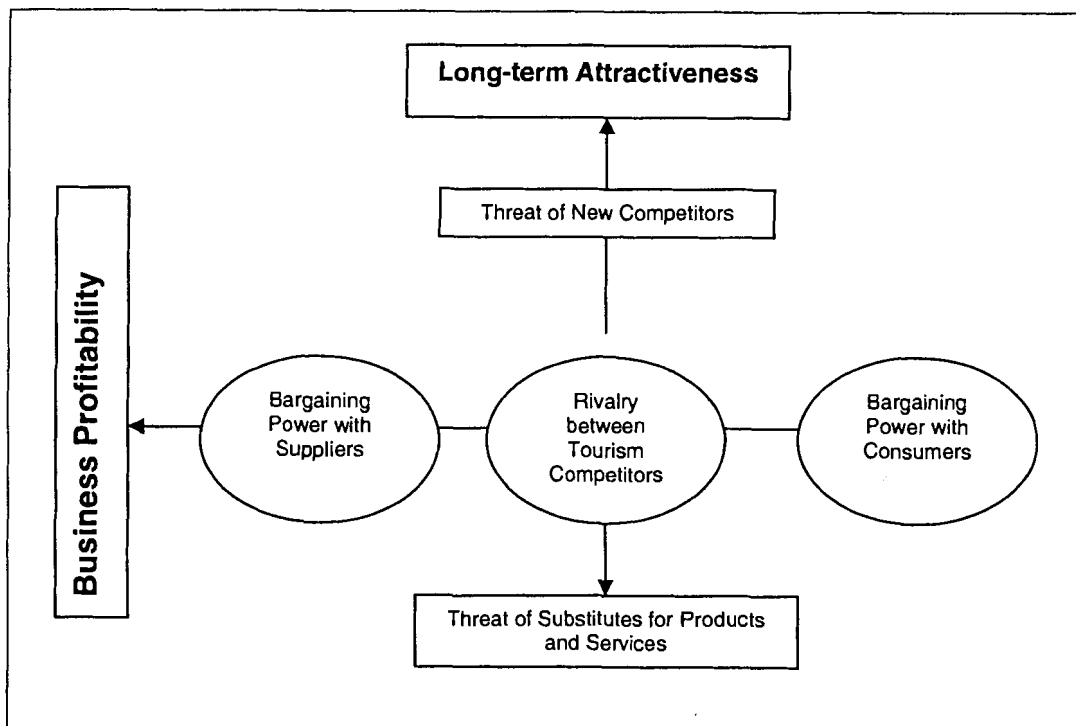 Long-term Attractiveness
Threat of New Competitors
Business Profitability
Bargaining
Power with
Suppliers
Rivalry
between
Tourism
Competitors
Bargaining
Power with
Consumers
Threat of Substitutes for Products
and Services